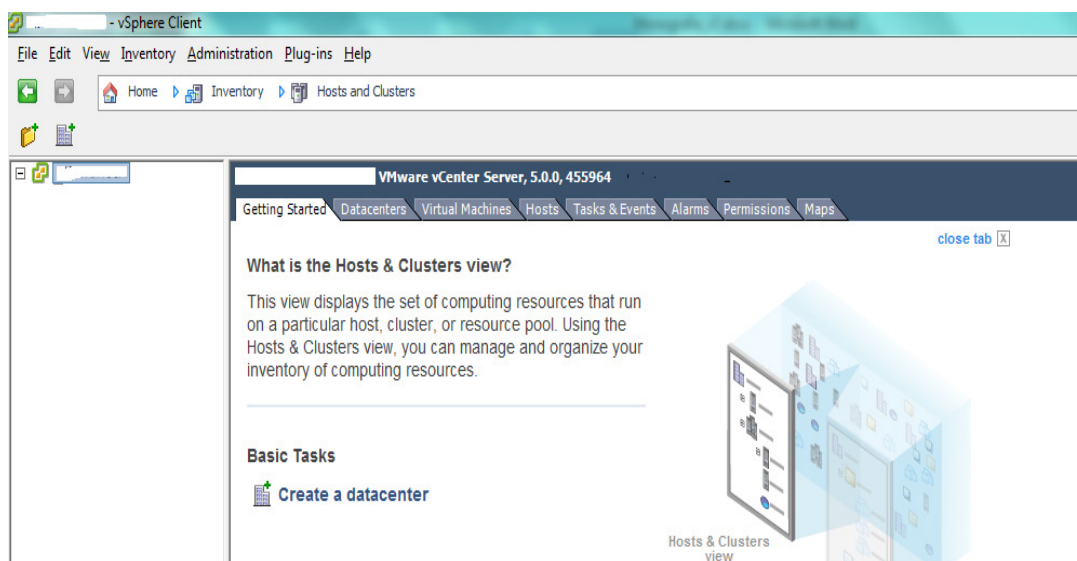 - vSphere Client
File Edit View Inventory Administration Plug-ins Help
Home Inventory Hosts and Clusters
VMware vCenter Server, 5.0.0, 455964
Getting Started Datacenters Virtual Machines Hosts Tasks & Events Alarms Permissions Maps
close tab X
What is the Hosts & Clusters view?
This view displays the set of computing resources that run
on a particular host, cluster, or resource pool. Using the
Hosts & Clusters view, you can manage and organize your
inventory of computing resources.
Basic Tasks
Create a datacenter
Hosts & Clusters
view